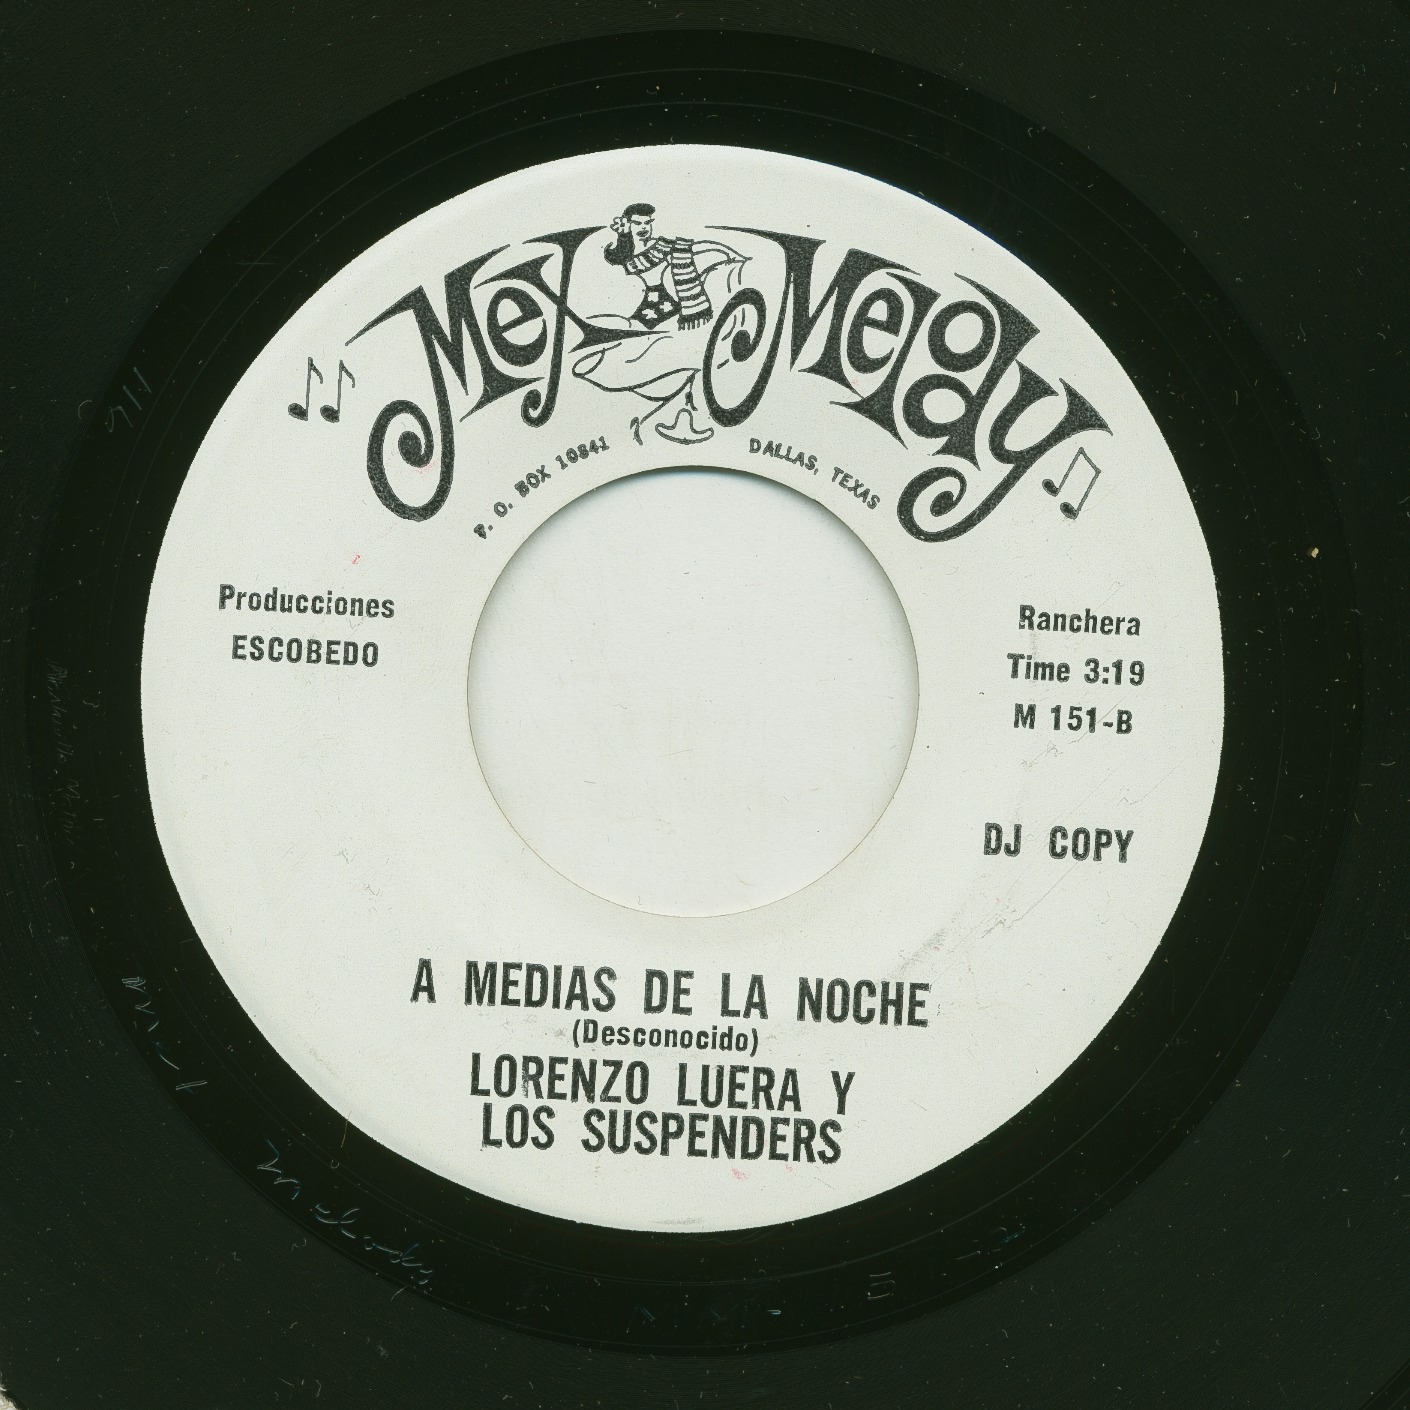 Mex Melody
P. O. BOX 10841 DALLAS, TEXAS
Producciones
ESCOBEDO
Ranchera
Time 3:19
M 151-B
DJ COPY
A MEDIAS DE LA NOCHE
(Desconocido)
LORENZO LUERA Y
LOS SUSPENDERS